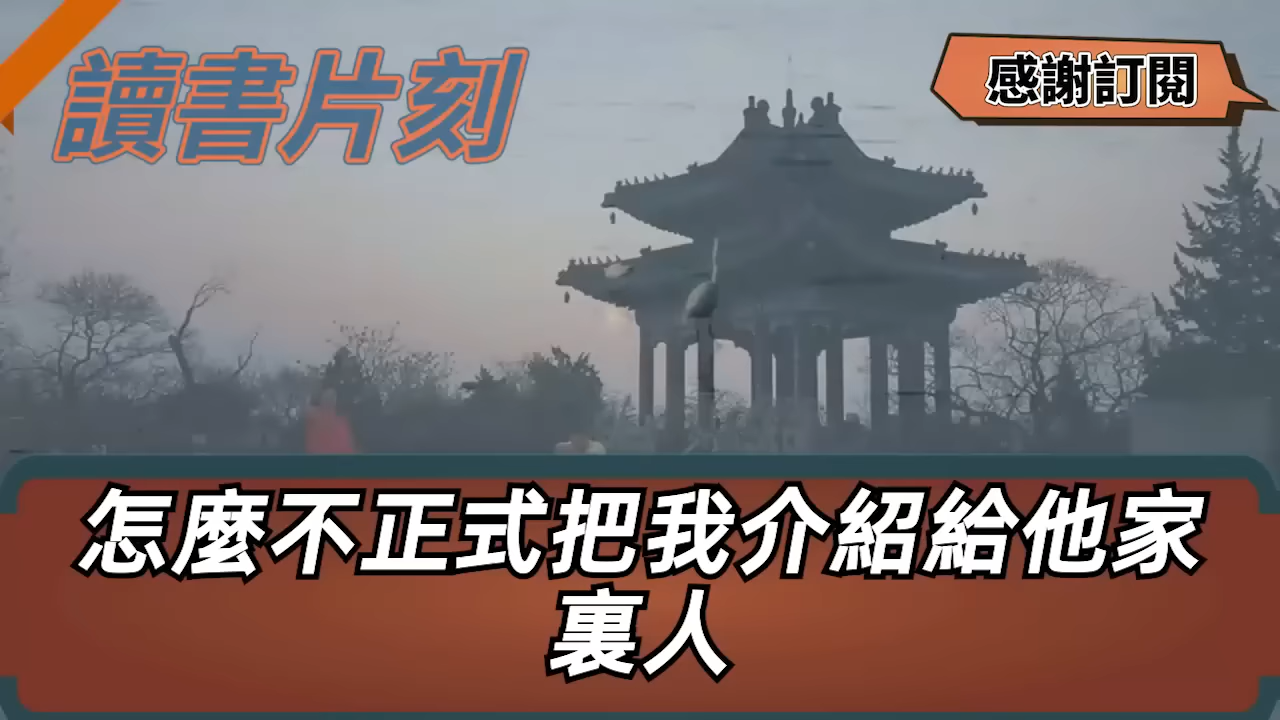 讀書片刻
感謝訂閱
怎麼不正式把我介紹給他家
裏人